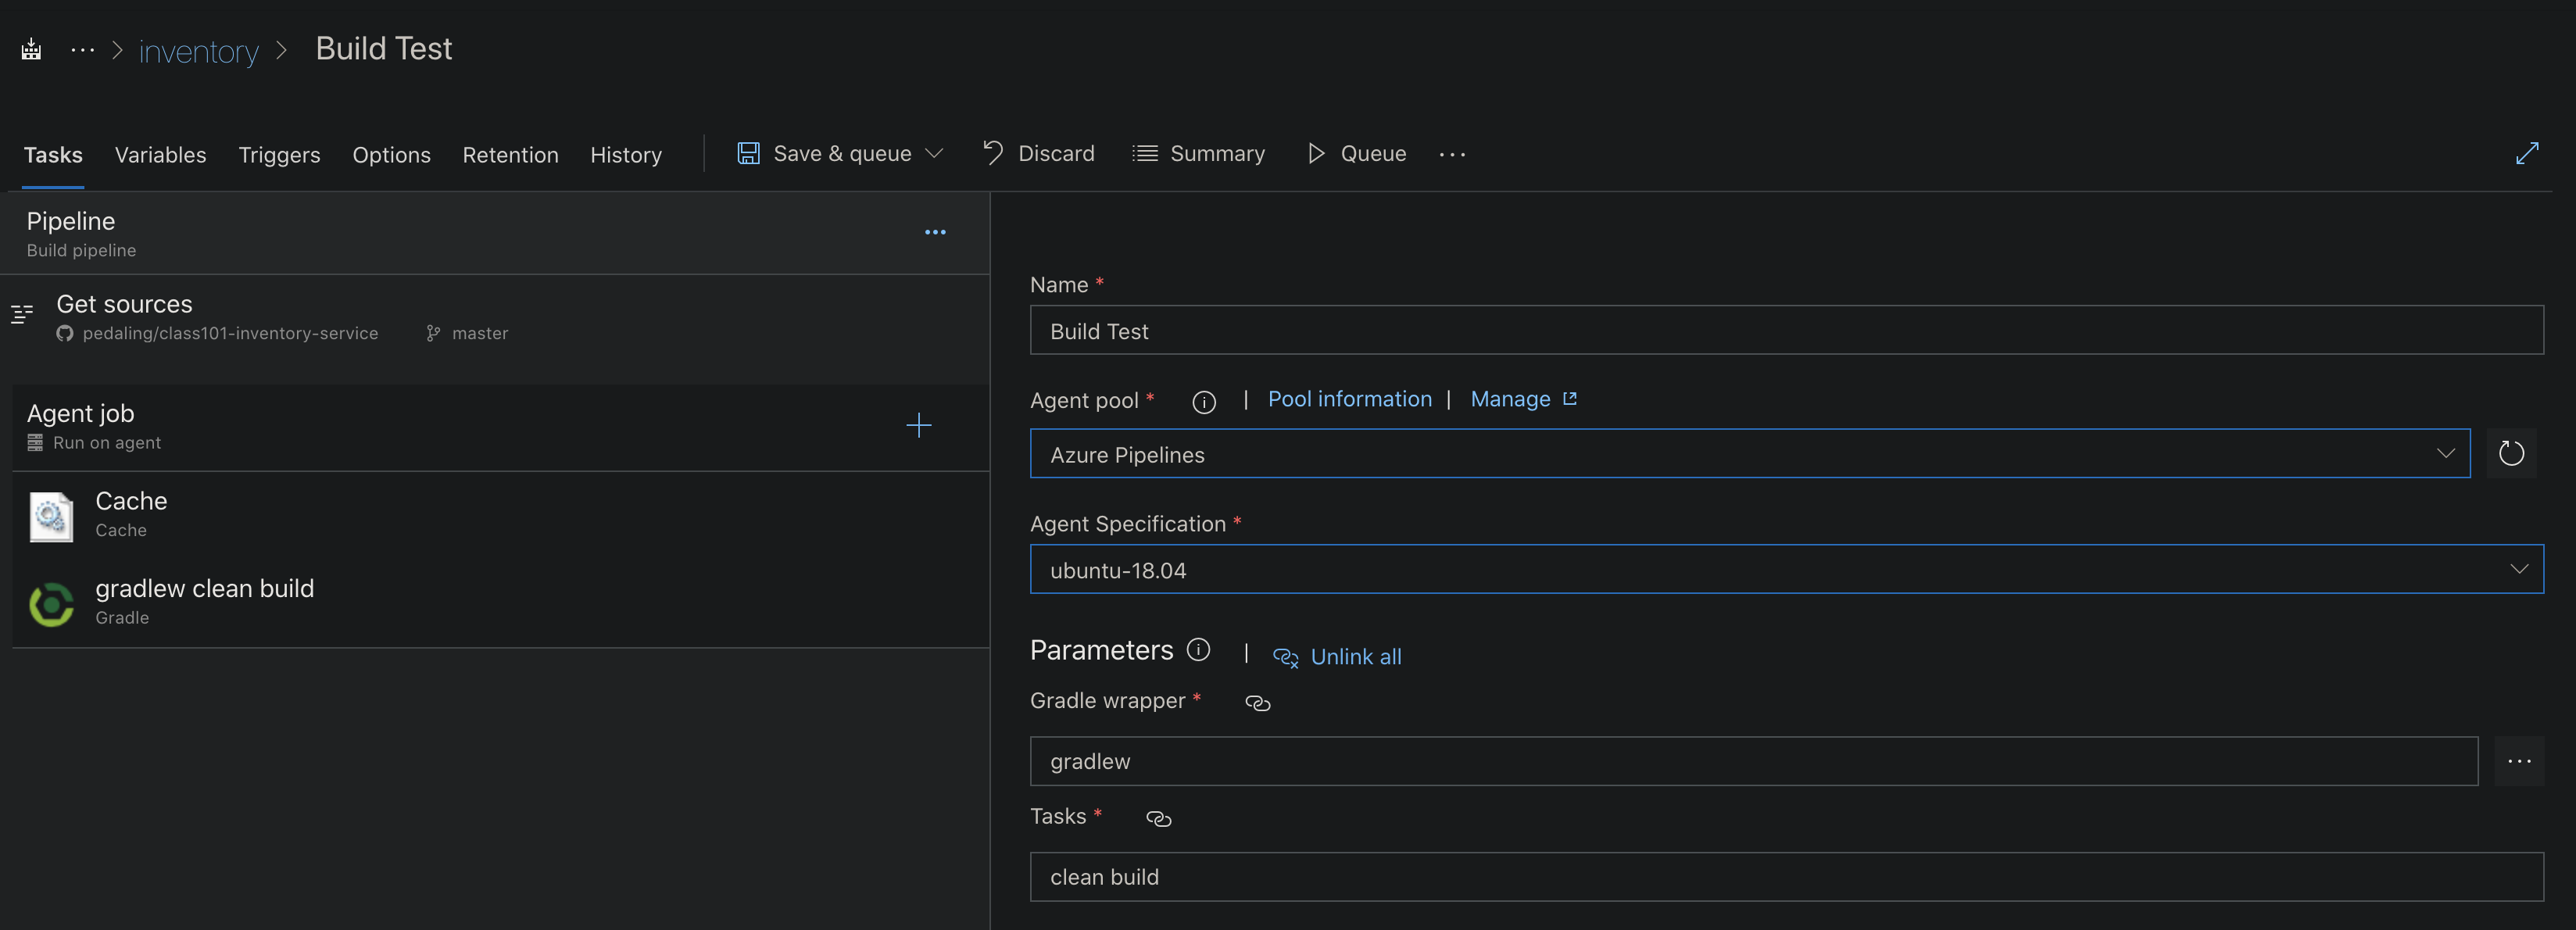 ... > inventory > Build Test
Tasks Variables Triggers Options Retention History | Save & queue Discard Summary Queue ...
Pipeline
Build pipeline
...
Get sources
pedaling/class101-inventory-service master
Agent job
Run on agent
Cache
Cache
gradlew clean build
Gradle
Name *
Build Test
Agent pool * | Pool information | Manage
Azure Pipelines
Agent Specification *
ubuntu-18.04
Parameters | Unlink all
Gradle wrapper *
gradlew
...
Tasks *
clean build